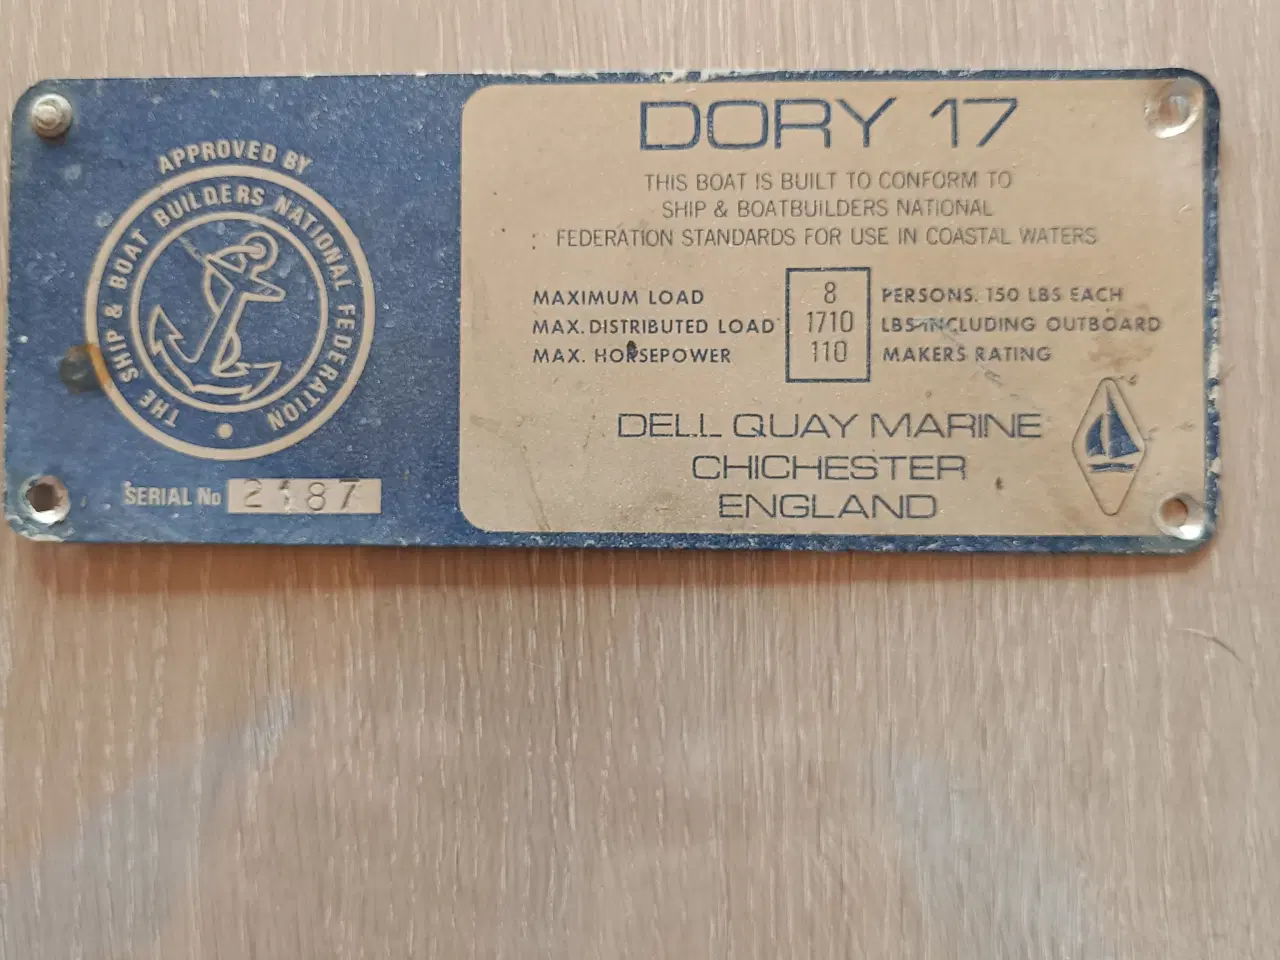 APPROVED BY
THE SHIP & BOAT BUILDERS NATIONAL FEDERATION
SERIAL No 2187
DORY 17
THIS BOAT IS BUILT TO CONFORM TO
SHIP & BOATBUILDERS NATIONAL
FEDERATION STANDARDS FOR USE IN COASTAL WATERS
MAXIMUM LOAD 8 PERSONS. 150 LBS EACH
MAX. DISTRIBUTED LOAD 1710 LBS-INCLUDING OUTBOARD
MAX. HORSEPOWER 110 MAKERS RATING
DELL QUAY MARINE
CHICHESTER
ENGLAND